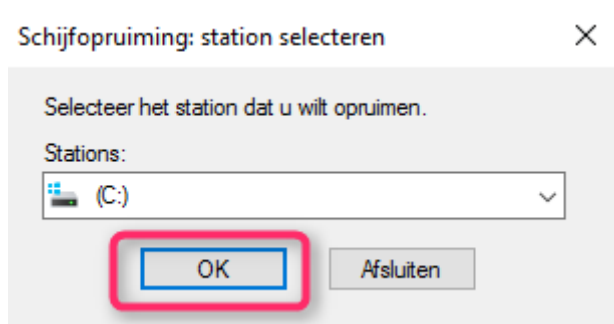 Schijfopruiming: station selecteren
Selecteer het station dat u wilt opruimen.
Stations:
(C:)
OK Afsluiten